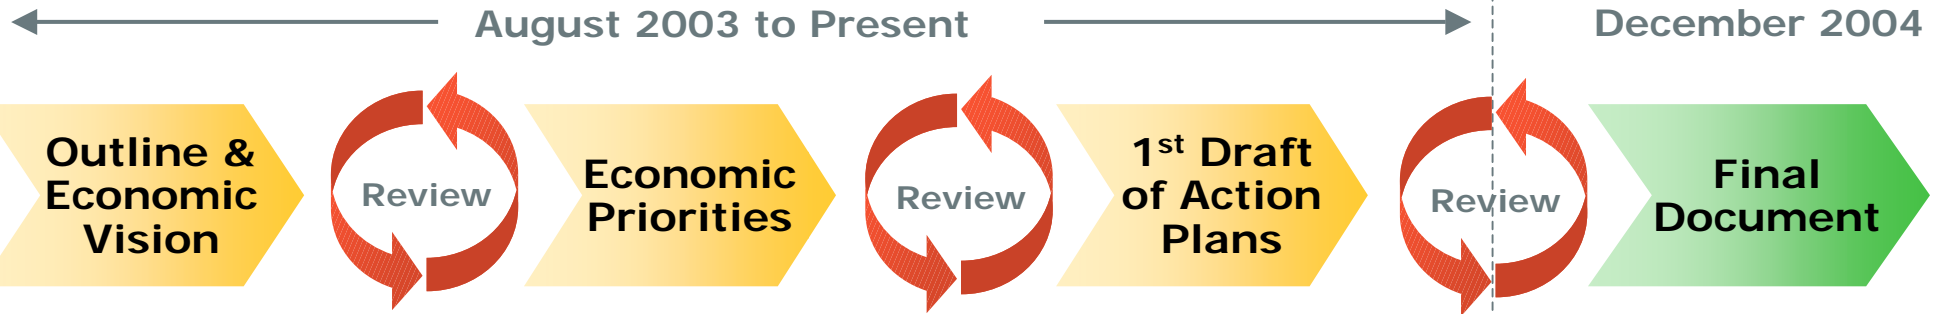 August 2003 to Present
December 2004
Outline &
Economic
Vision
Review
Economic
Priorities
Review
1st Draft
of Action
Plans
Review
Final
Document